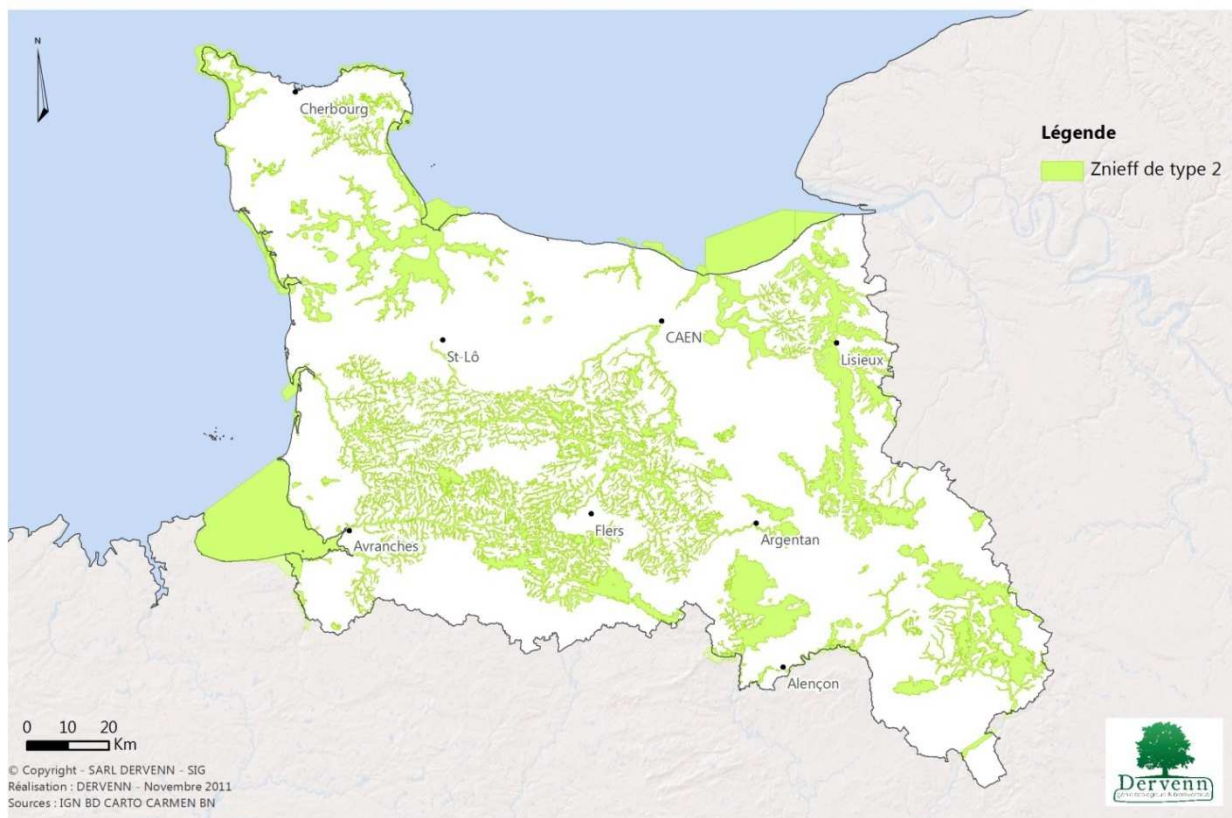 N
Cherbourg
Légende
Znieff de type 2
CAEN
St-Lô
Lisieux
Flers
Argentan
Avranches
Alençon
0 10 20
Km
© Copyright - SARL DERVENN - SIG
Réalisation : DERVENN - Novembre 2011
Sources : IGN BD CARTO CARMEN BN
Dervenn